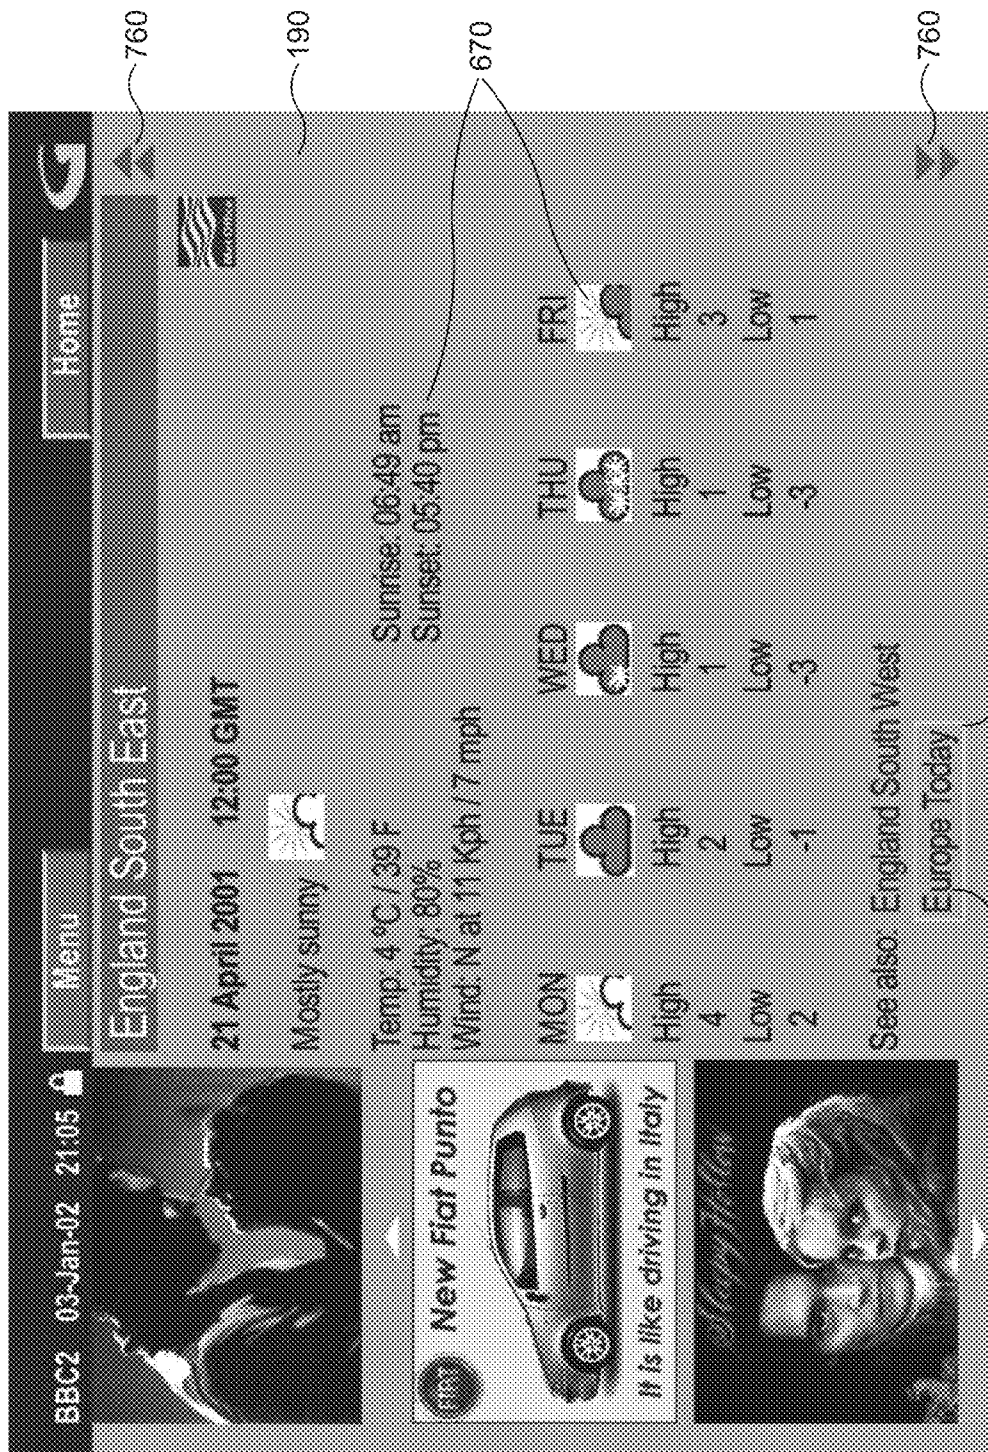 BBC2 03-Jan-02 21:05
Menu
Home
England South East
21 April 2001 12:00 GMT
Mostly sunny
Temp: 4 ºC / 39 F
Humidity: 80%
Wind: N at 11 Kph / 7 mph
Sunrise: 06:49 am
Sunset: 05:40 pm
MON TUE WED THU FRI
High High High High High
4 2 1 1 3
Low Low Low Low Low
2 -1 -3 -3 1
See also: England South West
Europe Today
FIAT
New Fiat Punto
It is like driving in Italy
760
190
670
760